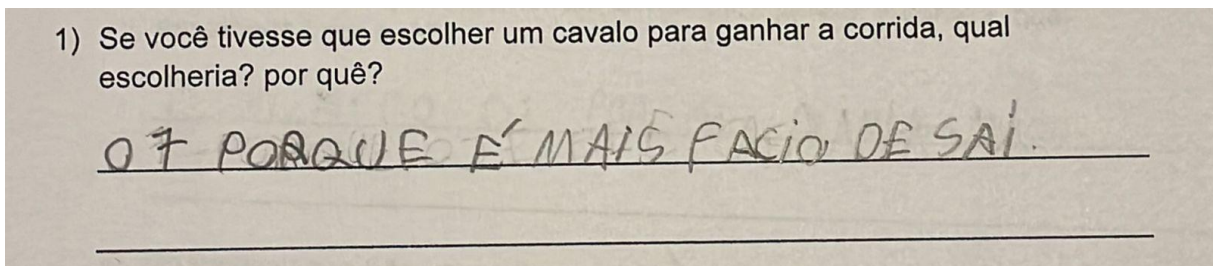 1) Se você tivesse que escolher um cavalo para ganhar a corrida, qual
escolheria? por quê?
O 7 PORQUE É MAIS FACIO DE SAI.